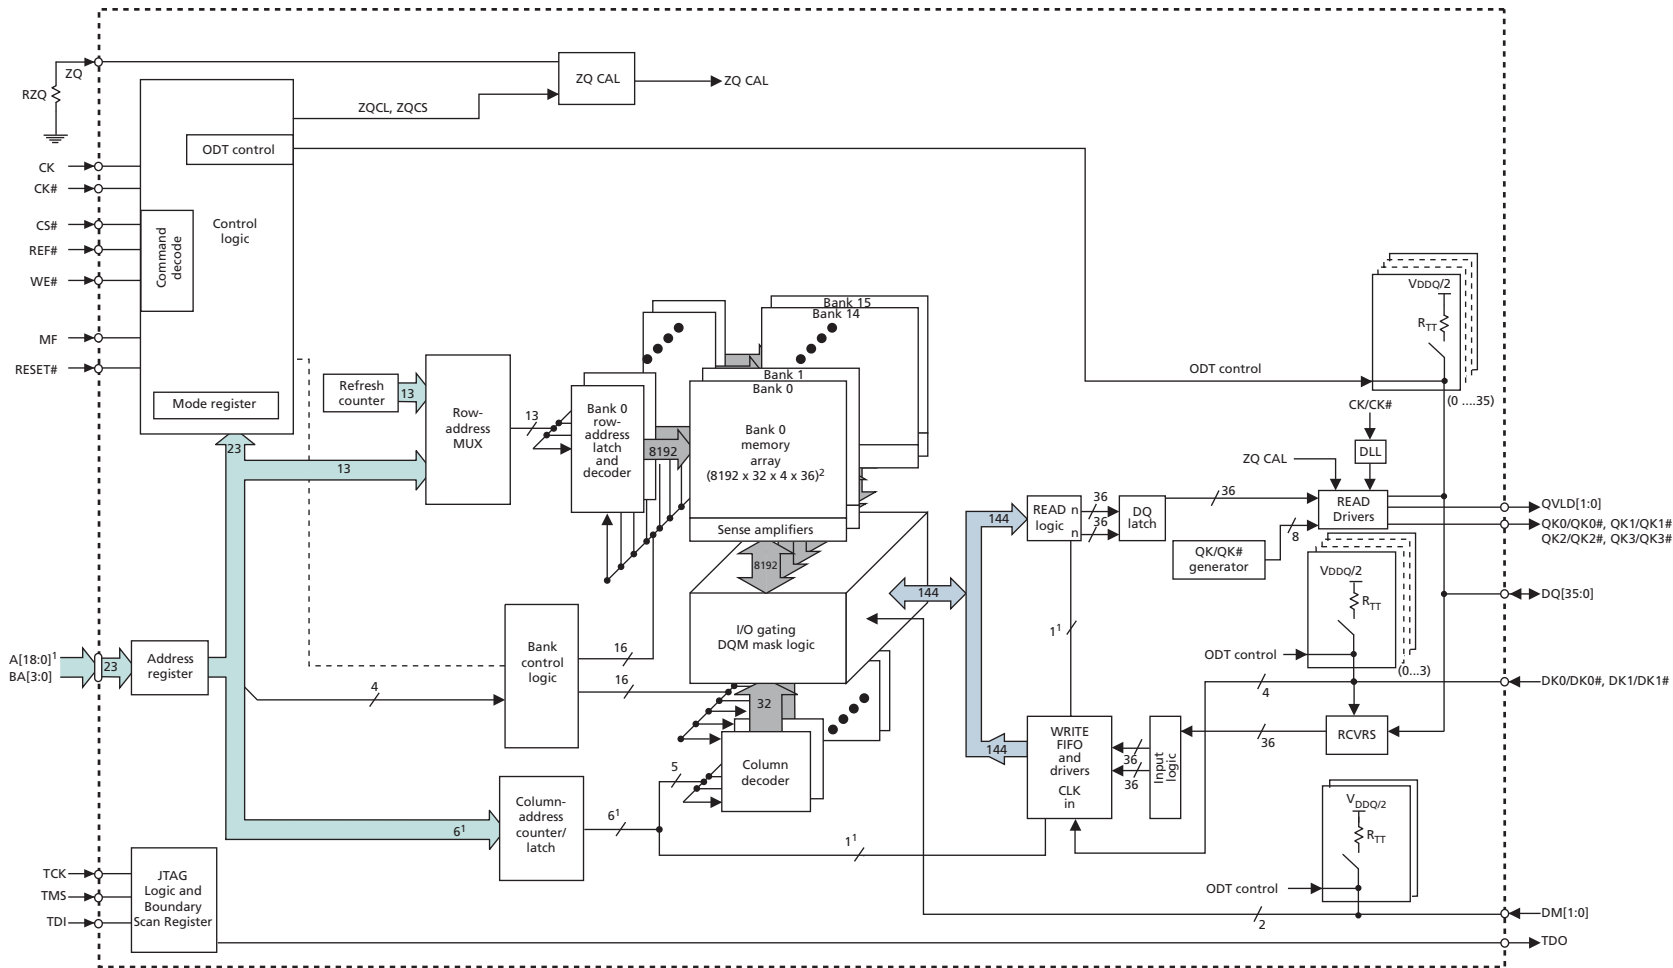 ZQ
RZQ
ZQ CAL
ZQ CAL
ZQCL, ZQCS
ODT control
CK
CK#
CS#
REF#
WE#
MF
RESET#
Command
decode
Control
logic
Mode register
Refresh
counter
13
Row-
address
MUX
13
23
13
Bank 0
row-
address
latch
and
decoder
8192
Bank 15
Bank 14
Bank 1
Bank 0
Bank 0
memory
array
(8192 x 32 x 4 x 36)²
Sense amplifiers
8192
I/O gating
DQM mask logic
ODT control
VDDQ/2
RTT
(0 ....35)
CK/CK#
DLL
ZQ CAL
READ
Drivers
144
READ n
logic
n
36
36
DQ
latch
36
QK/QK#
generator
8
QVLD[1:0]
QK0/QK0#, QK1/QK1#
QK2/QK2#, QK3/QK3#
VDDQ/2
RTT
ODT control
(0...3)
DQ[35:0]
144
1¹
A[18:0]¹
BA[3:0]
23
Address
register
4
Bank
control
logic
16
16
32
Column
decoder
5
6¹
Column-
address
counter/
latch
6¹
1¹
144
WRITE
FIFO
and
drivers
CLK
in
36
36
Input
logic
4
36
RCVRS
DK0/DK0#, DK1/DK1#
VDDQ/2
RTT
ODT control
2
DM[1:0]
TCK
TMS
TDI
JTAG
Logic and
Boundary
Scan Register
TDO